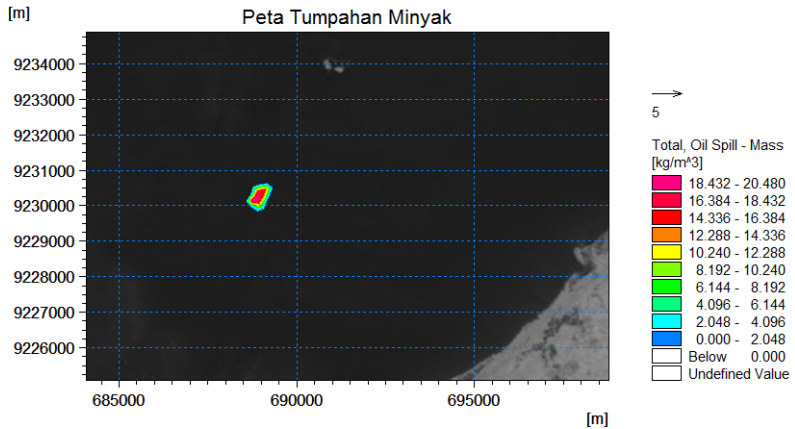 [m]
Peta Tumpahan Minyak
9234000
9233000
9232000
9231000
9230000
9229000
9228000
9227000
9226000
685000 690000 695000
[m]
5
Total, Oil Spill - Mass
[kg/m^3]
18.432 - 20.480
16.384 - 18.432
14.336 - 16.384
12.288 - 14.336
10.240 - 12.288
8.192 - 10.240
6.144 - 8.192
4.096 - 6.144
2.048 - 4.096
0.000 - 2.048
Below 0.000
Undefined Value